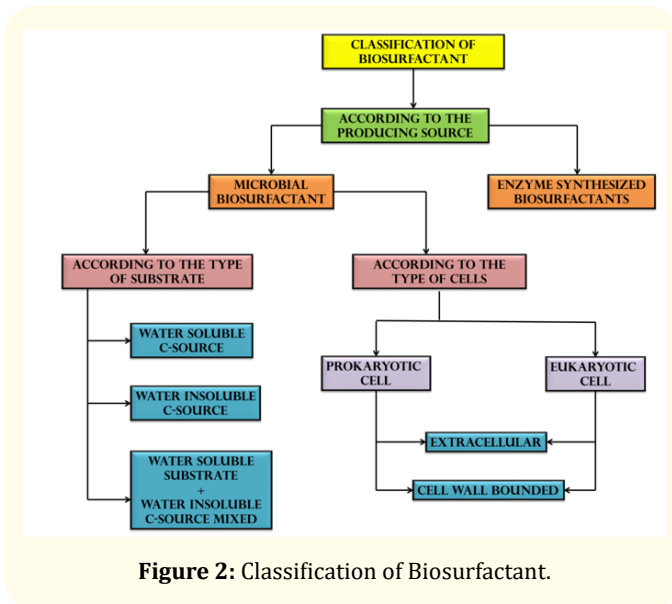 CLASSIFICATION OF
BIOSURFACTANT
ACCORDING TO THE
PRODUCING SOURCE
MICROBIAL
BIOSURFACTANT
ENZYME SYNTHESIZED
BIOSURFACTANTS
ACCORDING TO THE TYPE
OF SUBSTRATE
ACCORDING TO THE
TYPE OF CELLS
WATER SOLUBLE
C-SOURCE
WATER INSOLUBLE
C-SOURCE
WATER SOLUBLE
SUBSTRATE
+
WATER INSOLUBLE
C-SOURCE MIXED
PROKARYOTIC
CELL
EUKARYOTIC
CELL
EXTRACELLULAR
CELL WALL BOUNDED
Figure 2: Classification of Biosurfactant.